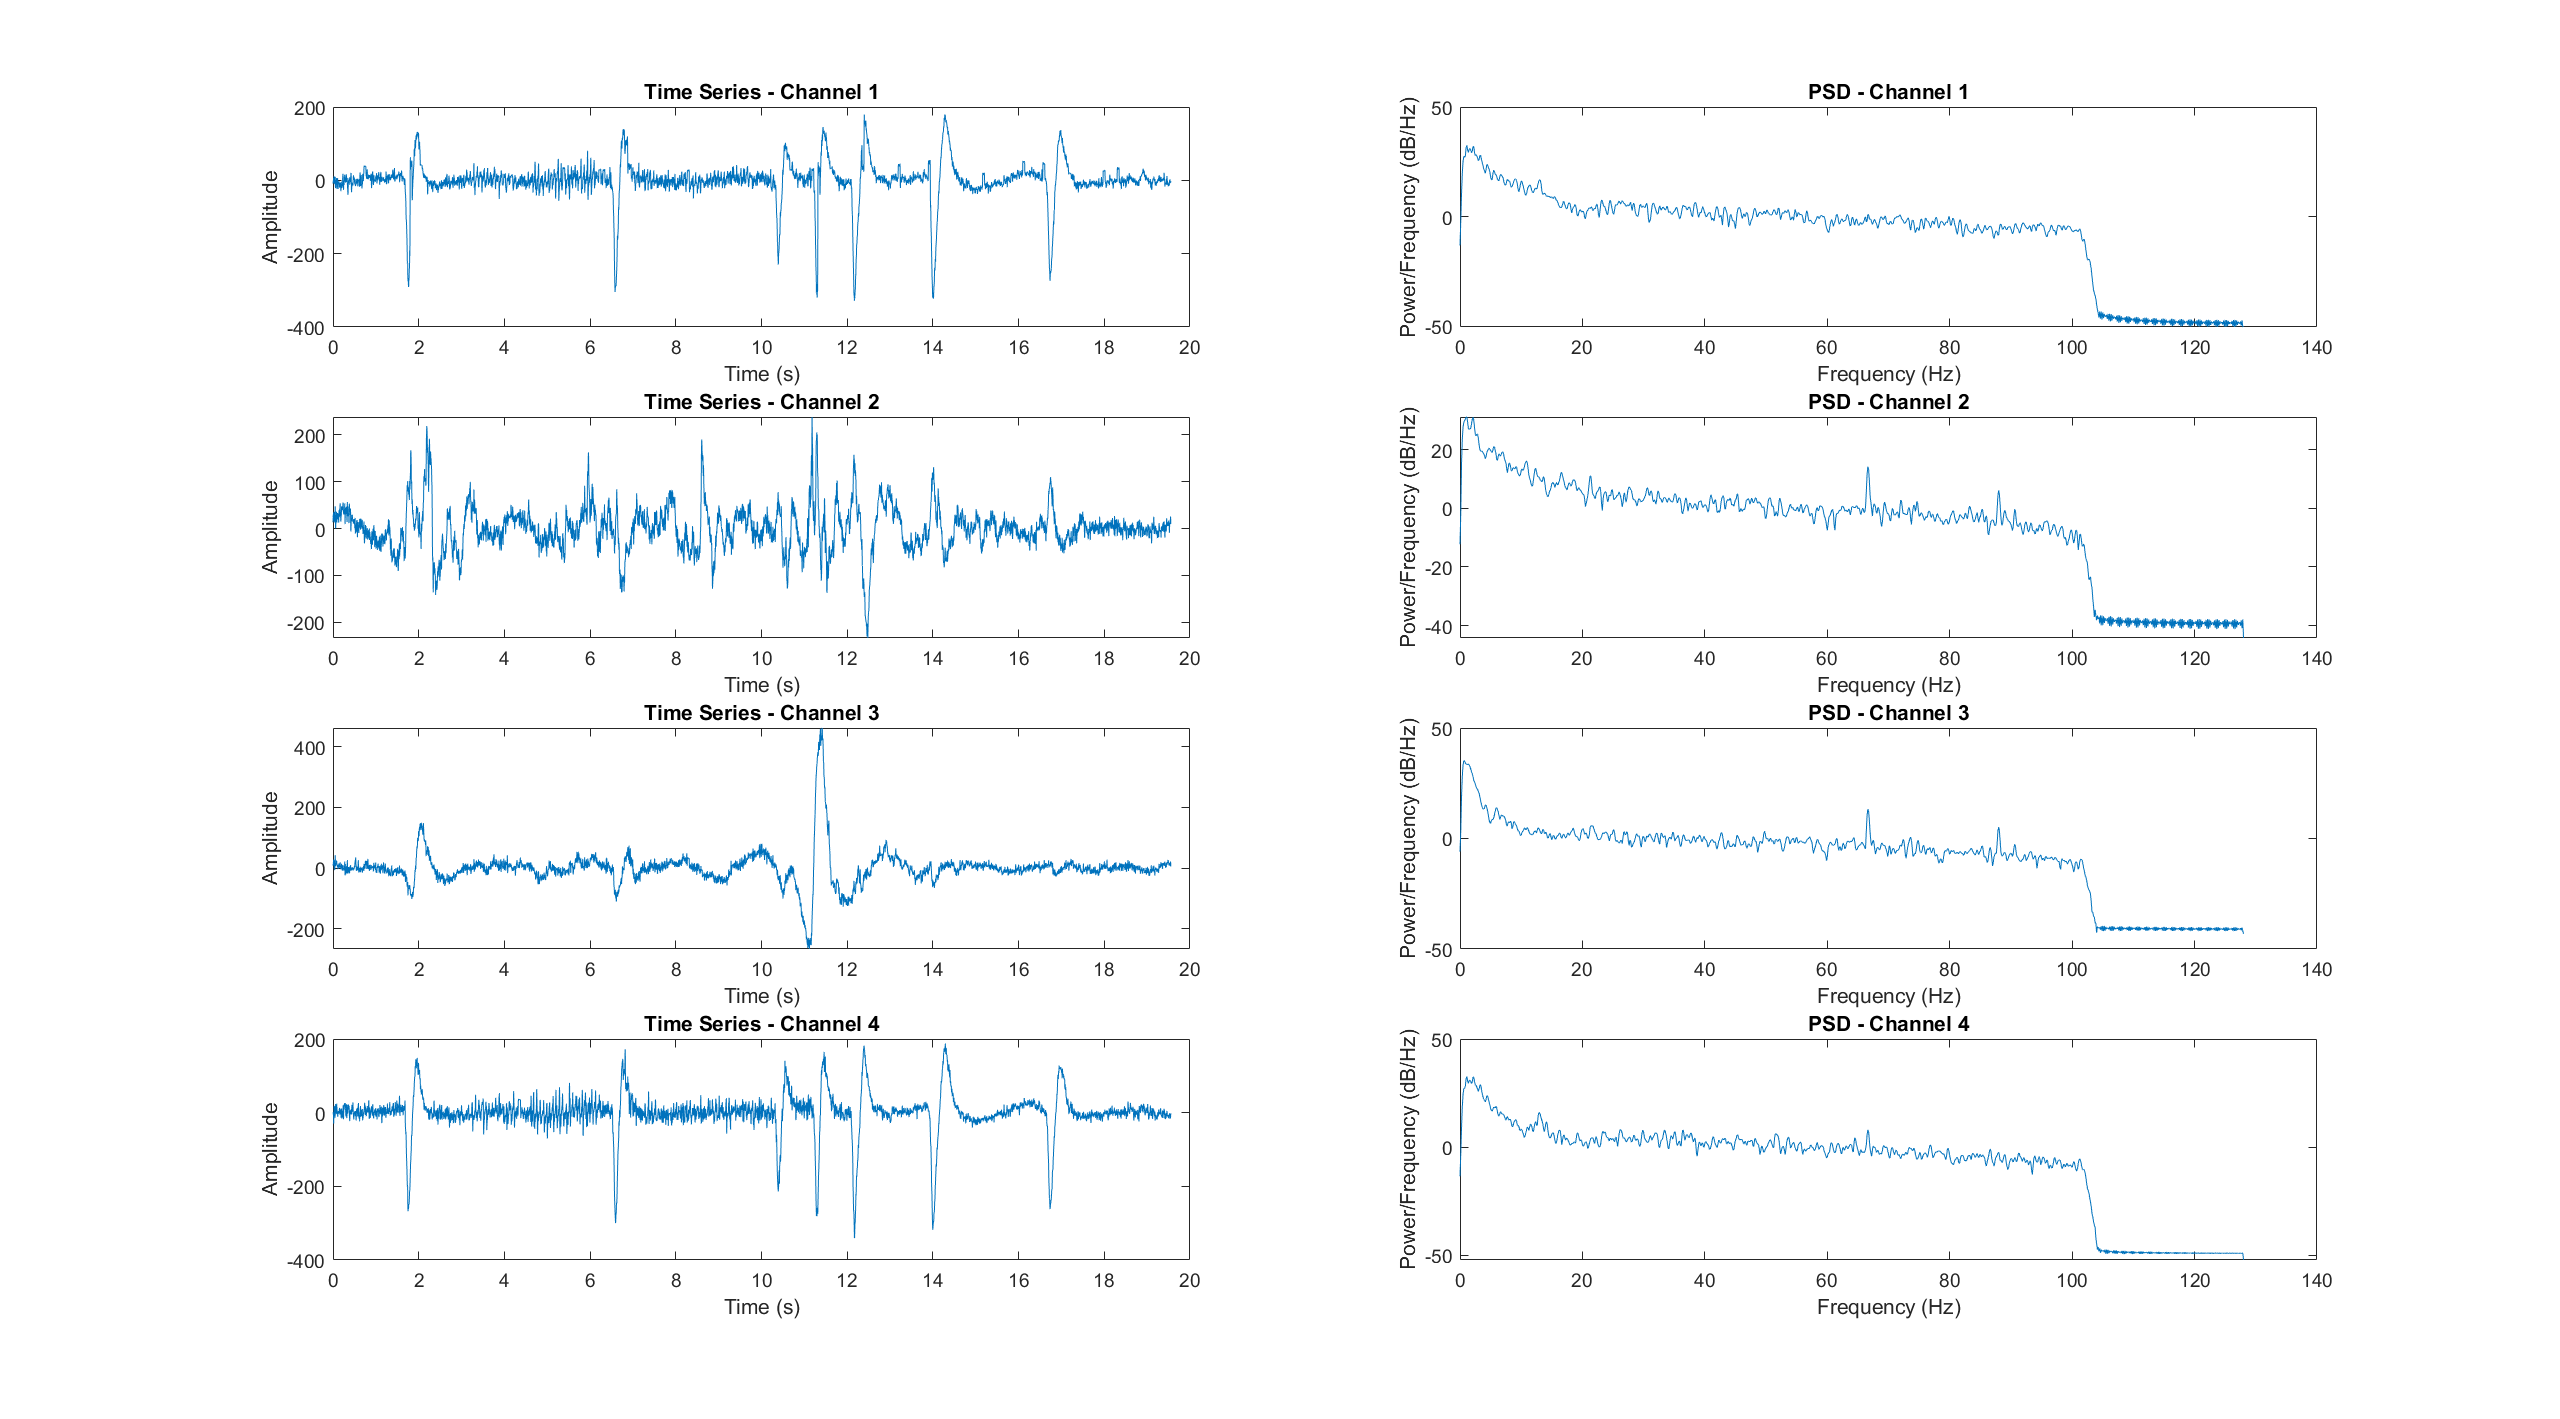 Time Series - Channel 1
200
0
-200
-400
Amplitude
0 2 4 6 8 10 12 14 16 18 20
Time (s)
PSD - Channel 1
50
0
-50
Power/Frequency (dB/Hz)
0 20 40 60 80 100 120 140
Frequency (Hz)
Time Series - Channel 2
200
100
0
-100
-200
Amplitude
0 2 4 6 8 10 12 14 16 18 20
Time (s)
PSD - Channel 2
20
0
-20
-40
Power/Frequency (dB/Hz)
0 20 40 60 80 100 120 140
Frequency (Hz)
Time Series - Channel 3
400
200
0
-200
Amplitude
0 2 4 6 8 10 12 14 16 18 20
Time (s)
PSD - Channel 3
50
0
-50
Power/Frequency (dB/Hz)
0 20 40 60 80 100 120 140
Frequency (Hz)
Time Series - Channel 4
200
0
-200
-400
Amplitude
0 2 4 6 8 10 12 14 16 18 20
Time (s)
PSD - Channel 4
50
0
-50
Power/Frequency (dB/Hz)
0 20 40 60 80 100 120 140
Frequency (Hz)